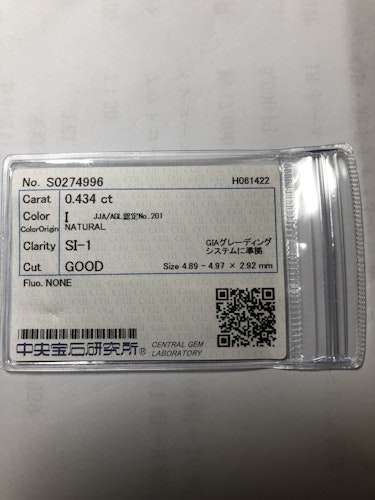 No. S0274996 H061422
Carat 0.434 ct
Color I JJA/AGL認定No.201
ColorOrigin NATURAL
Clarity SI-1 GIAグレーディング
システムに準拠
Cut GOOD Size 4.89 - 4.97 × 2.92 mm
Fluo. NONE
中央宝石研究所® CENTRAL GEM
LABORATORY